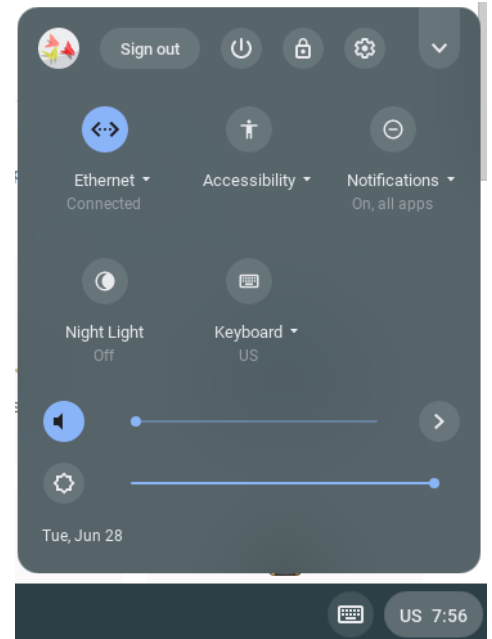 Sign out
Ethernet
Accessibility
Notifications
Connected
On, all apps
Night Light
Keyboard
Off
US
Tue, Jun 28
US 7:56